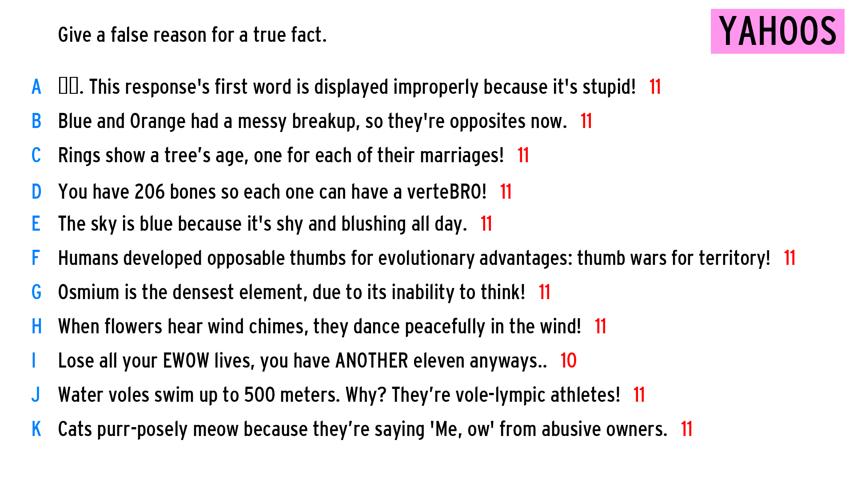 Give a false reason for a true fact.
YAHOOS
A ▯▯. This response's first word is displayed improperly because it's stupid! 11
B Blue and Orange had a messy breakup, so they're opposites now. 11
C Rings show a tree’s age, one for each of their marriages! 11
D You have 206 bones so each one can have a verteBRO! 11
E The sky is blue because it's shy and blushing all day. 11
F Humans developed opposable thumbs for evolutionary advantages: thumb wars for territory! 11
G Osmium is the densest element, due to its inability to think! 11
H When flowers hear wind chimes, they dance peacefully in the wind! 11
I Lose all your EWOW lives, you have ANOTHER eleven anyways.. 10
J Water voles swim up to 500 meters. Why? They’re vole-lympic athletes! 11
K Cats purr-posely meow because they’re saying 'Me, ow' from abusive owners. 11